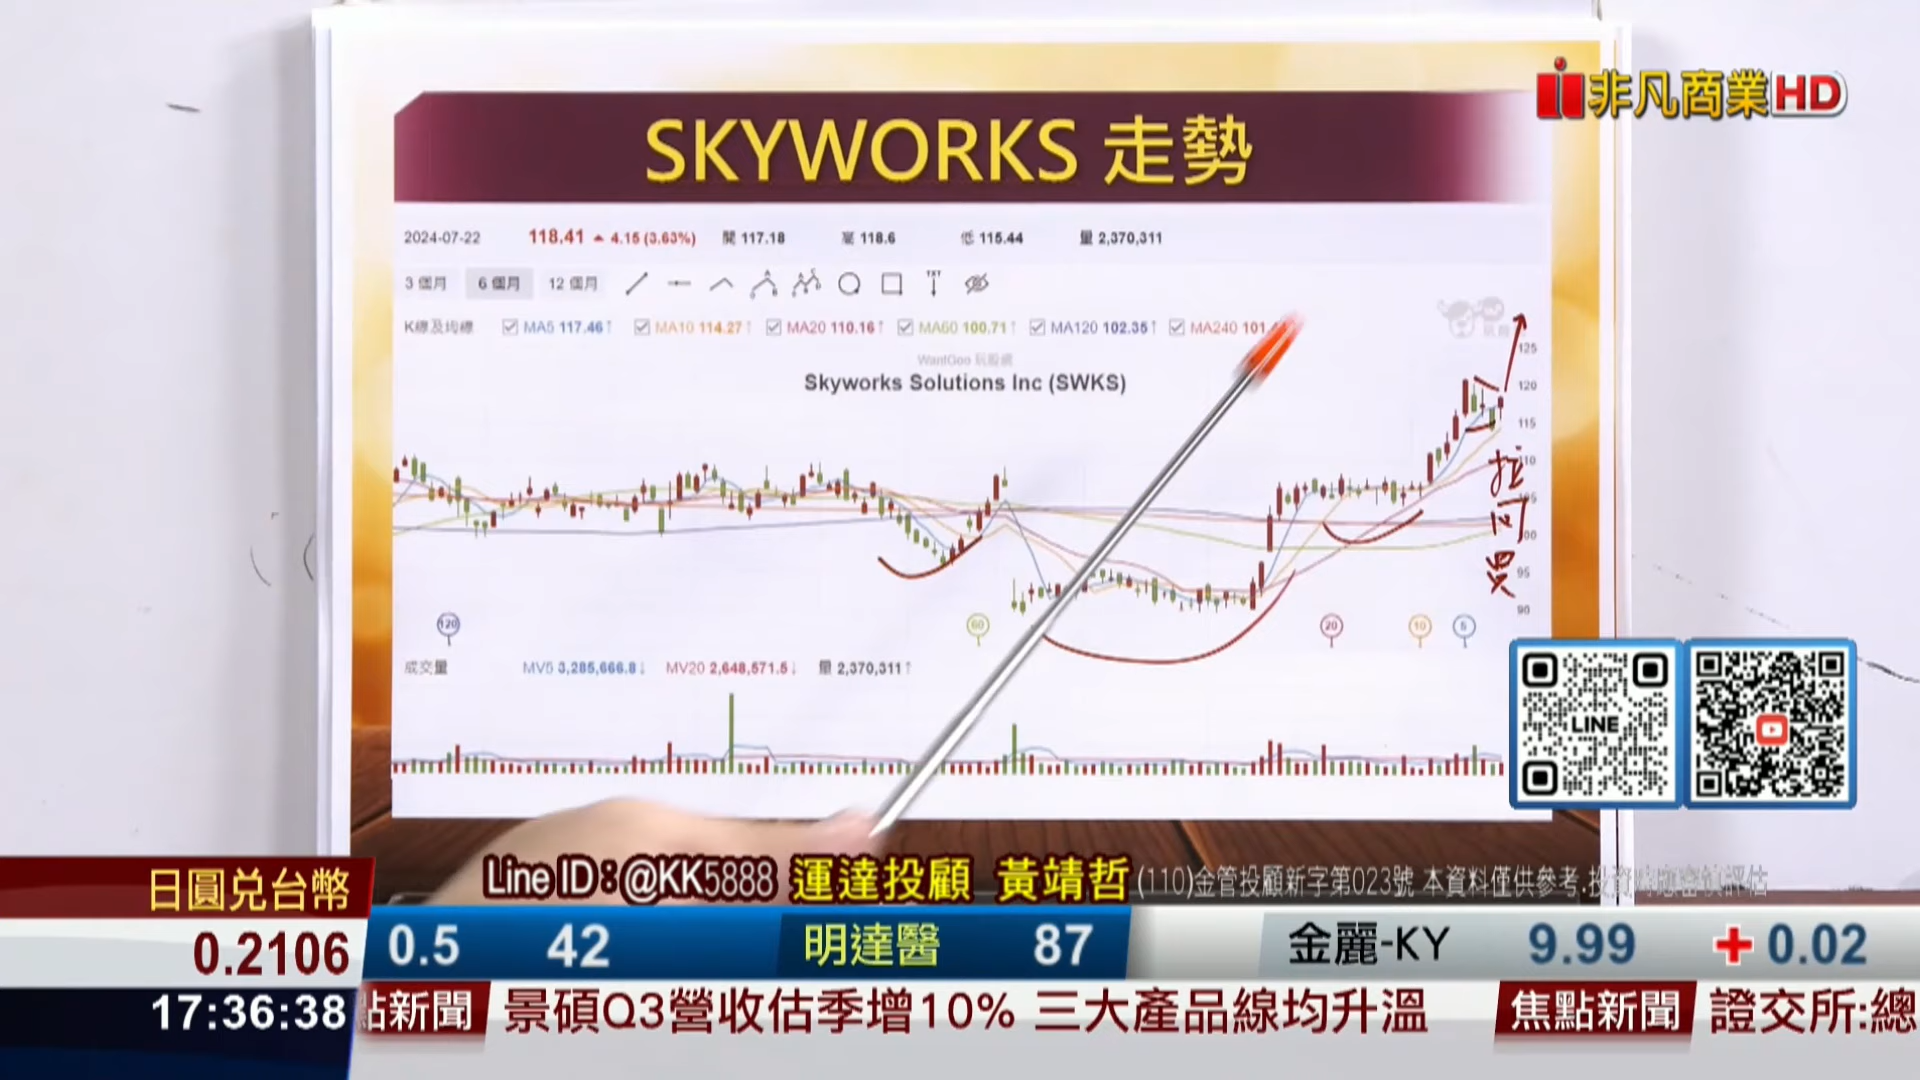 非凡商業HD
SKYWORKS 走勢
2024-07-22 118.41 4.15 (3.63%) 開 117.18 高 118.6 低 115.44 量 2,370,311
3 個月 6 個月 12 個月 TXT
K線及均線 MA5 117.46↑ MA10 114.27↑ MA20 110.16↑ MA60 100.71↑ MA120 102.35↑ MA240 101
WantGoo 玩股網
Skyworks Solutions Inc (SWKS)
125
120
115
95
90
120 60 20 10 5
成交量 MV5 3,285,666.8↓ MV20 2,648,571.5↓ 量 2,370,311↑
LINE
Line ID：@KK5888 運達投顧 黃靖哲 (110)金管投顧新字第023號 本資料僅供參考.投資
日圓兌台幣
0.2106
0.5 42 明達醫 87 金麗-KY 9.99 +0.02
17:36:38
點新聞 景碩Q3營收估季增10% 三大產品線均升溫 焦點新聞 證交所:總